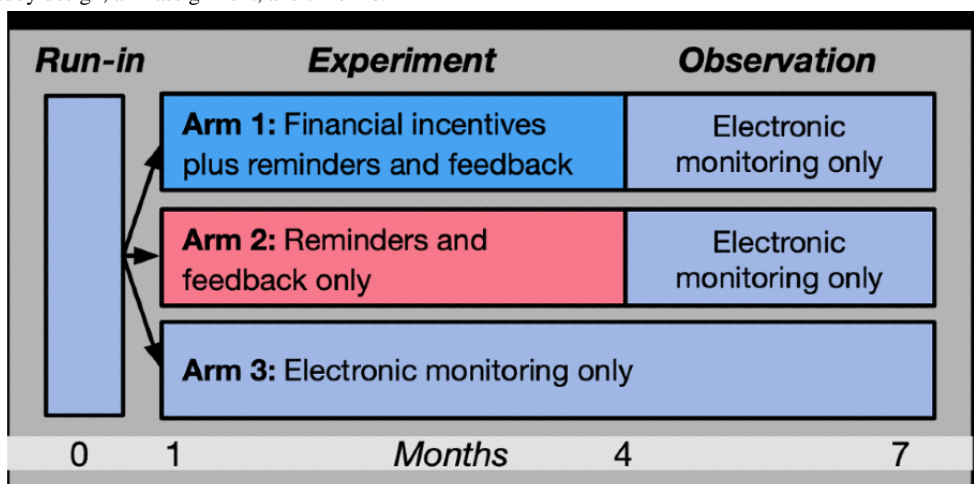 Run-in Experiment Observation
Arm 1: Financial incentives
plus reminders and feedback
Electronic
monitoring only
Arm 2: Reminders and
feedback only
Electronic
monitoring only
Arm 3: Electronic monitoring only
0 1 Months 4 7